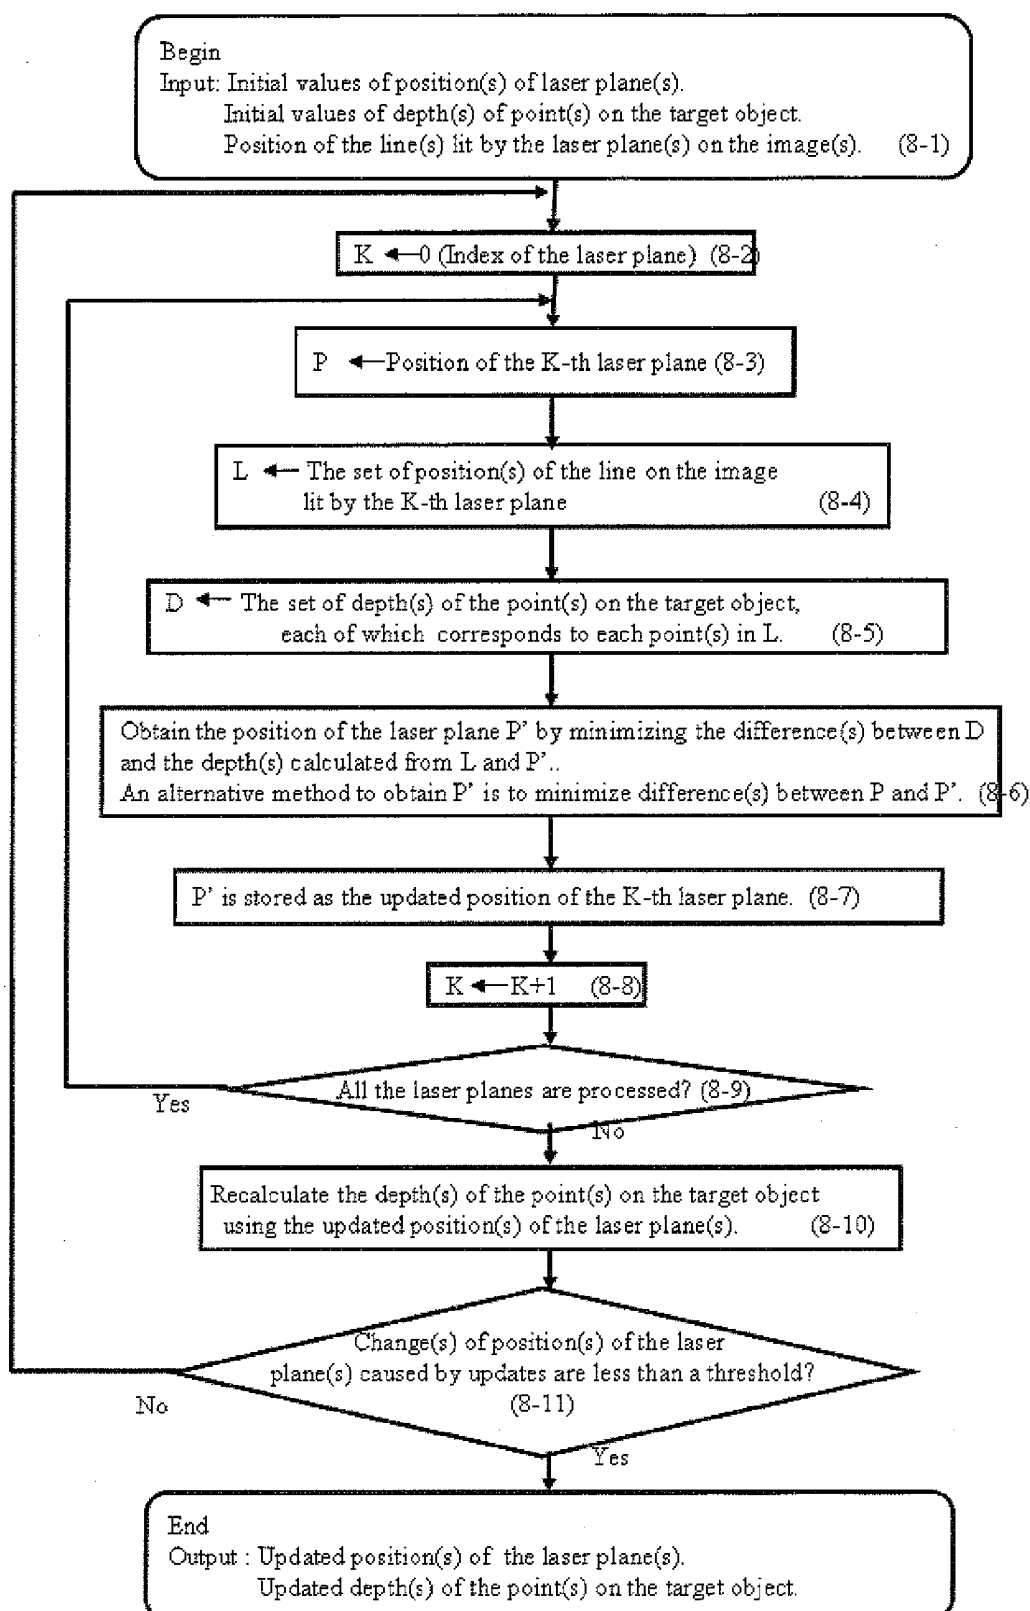 Begin
Input: Initial values of position(s) of laser plane(s).
Initial values of depth(s) of point(s) on the target object.
Position of the line(s) lit by the laser plane(s) on the image(s). (8-1)
K ←0 (Index of the laser plane) (8-2)
P ←Position of the K-th laser plane (8-3)
L ← The set of position(s) of the line on the image
lit by the K-th laser plane (8-4)
D ← The set of depth(s) of the point(s) on the target object,
each of which corresponds to each point(s) in L. (8-5)
Obtain the position of the laser plane P' by minimizing the difference(s) between D
and the depth(s) calculated from L and P'..
An alternative method to obtain P' is to minimize difference(s) between P and P'. (8-6)
P' is stored as the updated position of the K-th laser plane. (8-7)
K ←K+1 (8-8)
All the laser planes are processed? (8-9)
Yes
No
Recalculate the depth(s) of the point(s) on the target object
using the updated position(s) of the laser plane(s). (8-10)
Change(s) of position(s) of the laser
plane(s) caused by updates are less than a threshold?
(8-11)
No
Yes
End
Output : Updated position(s) of the laser plane(s).
Updated depth(s) of the point(s) on the target object.